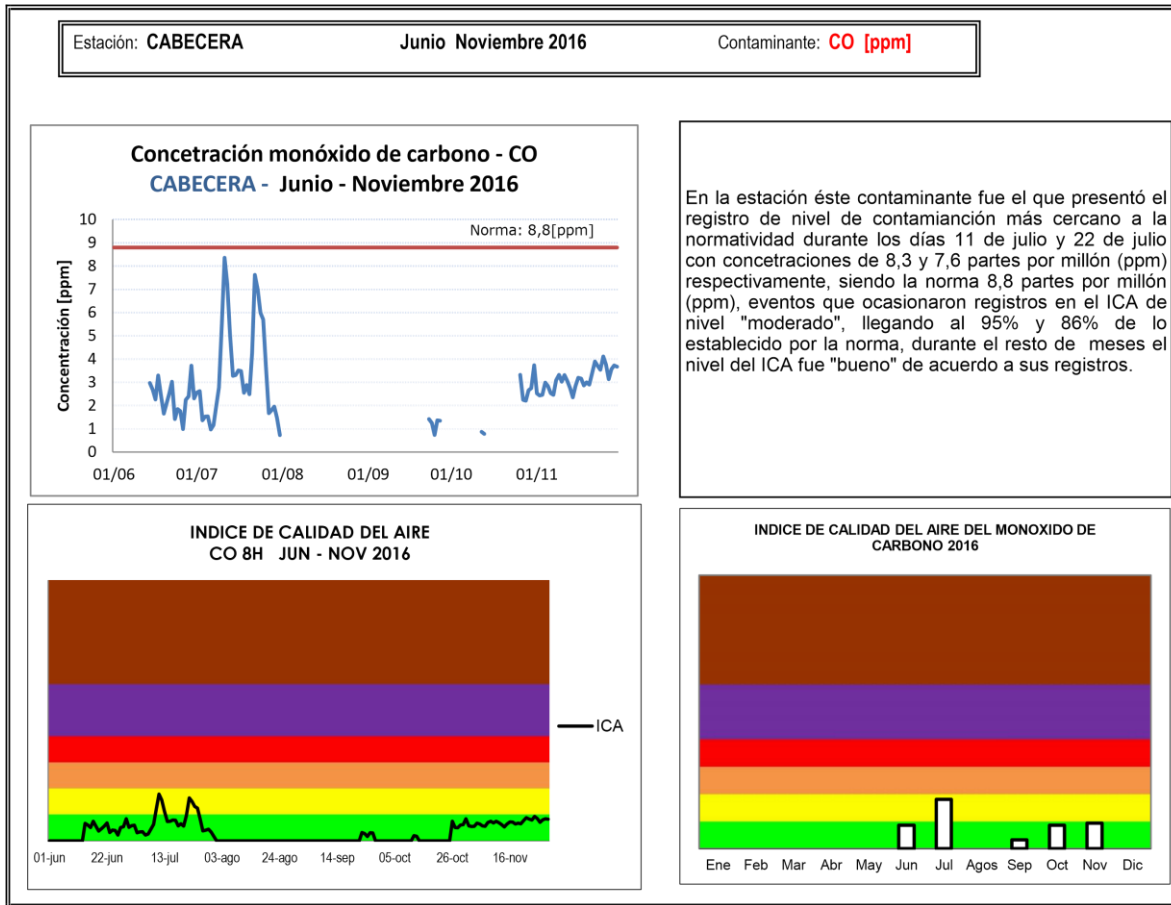 Estación: CABECERA Junio Noviembre 2016 Contaminante: CO [ppm]
Concetración monóxido de carbono - CO
CABECERA - Junio - Noviembre 2016
Norma: 8,8[ppm]
Concentración [ppm]
10
9
8
7
6
5
4
3
2
1
0
01/06 01/07 01/08 01/09 01/10 01/11
En la estación éste contaminante fue el que presentó el
registro de nivel de contamianción más cercano a la
normatividad durante los días 11 de julio y 22 de julio
con concetraciones de 8,3 y 7,6 partes por millón (ppm)
respectivamente, siendo la norma 8,8 partes por millón
(ppm), eventos que ocasionaron registros en el ICA de
nivel "moderado", llegando al 95% y 86% de lo
establecido por la norma, durante el resto de meses el
nivel del ICA fue "bueno" de acuerdo a sus registros.
INDICE DE CALIDAD DEL AIRE
CO 8H JUN - NOV 2016
ICA
01-jun 22-jun 13-jul 03-ago 24-ago 14-sep 05-oct 26-oct 16-nov
INDICE DE CALIDAD DEL AIRE DEL MONOXIDO DE
CARBONO 2016
Ene Feb Mar Abr May Jun Jul Agos Sep Oct Nov Dic